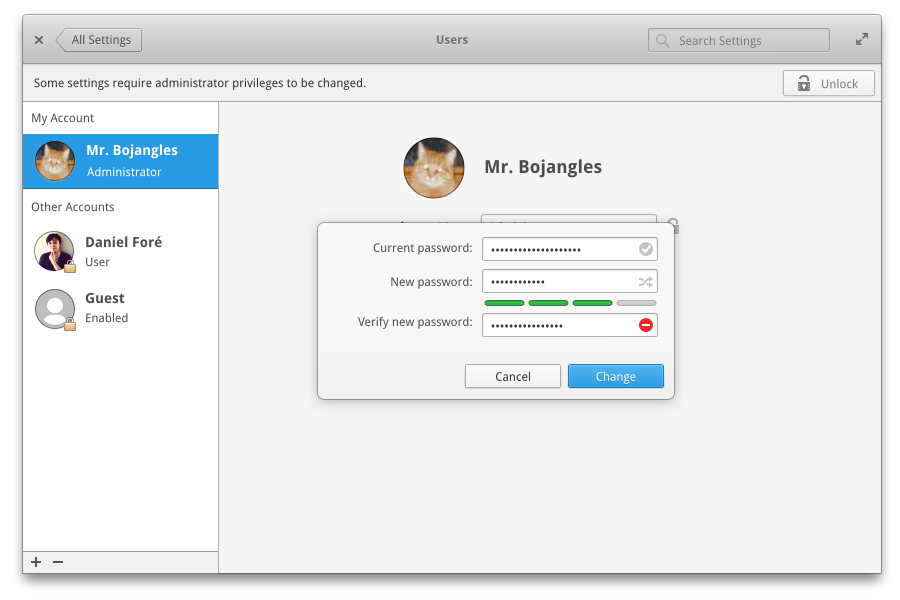 All Settings
Users
Search Settings
Some settings require administrator privileges to be changed.
Unlock
My Account
Mr. Bojangles
Administrator
Other Accounts
Daniel Foré
User
Guest
Enabled
Mr. Bojangles
Current password:
••••••••••••••••••••
New password:
••••••••••••
Verify new password:
••••••••••••••••
Cancel
Change